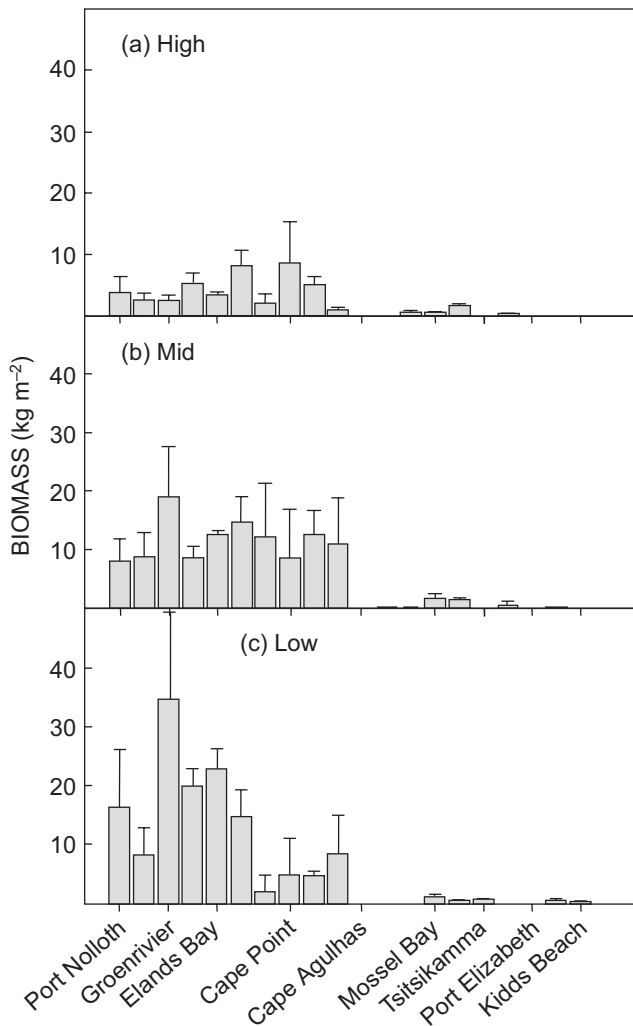 (a) High
40
30
20
10
(b) Mid
40
30
20
10
(c) Low
40
30
20
10
BIOMASS (kg m⁻²)
Port Nolloth
Groenrivier
Elands Bay
Cape Point
Cape Agulhas
Mossel Bay
Tsitsikamma
Port Elizabeth
Kidds Beach